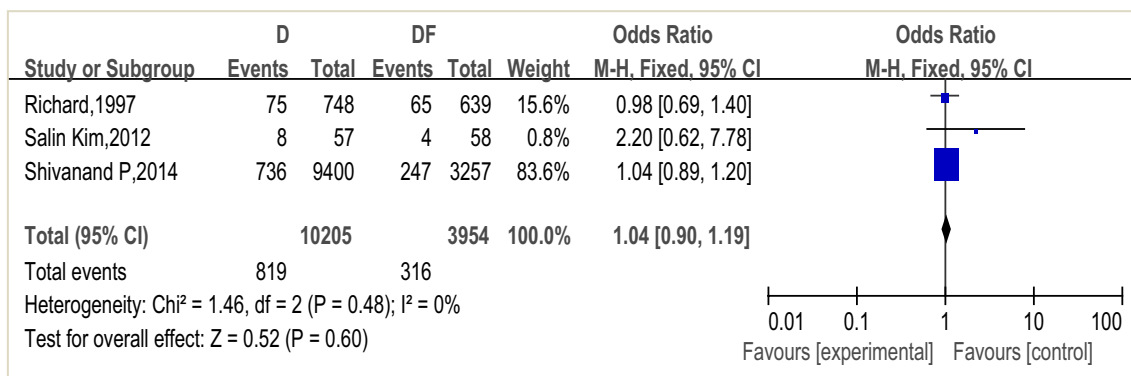 D DF Odds Ratio Odds Ratio
Study or Subgroup Events Total Events Total Weight M-H, Fixed, 95% CI M-H, Fixed, 95% CI
Richard,1997 75 748 65 639 15.6% 0.98 [0.69, 1.40]
Salin Kim,2012 8 57 4 58 0.8% 2.20 [0.62, 7.78]
Shivanand P,2014 736 9400 247 3257 83.6% 1.04 [0.89, 1.20]
Total (95% CI) 10205 3954 100.0% 1.04 [0.90, 1.19]
Total events 819 316
Heterogeneity: Chi² = 1.46, df = 2 (P = 0.48); I² = 0%
Test for overall effect: Z = 0.52 (P = 0.60)
0.01 0.1 1 10 100
Favours [experimental] Favours [control]